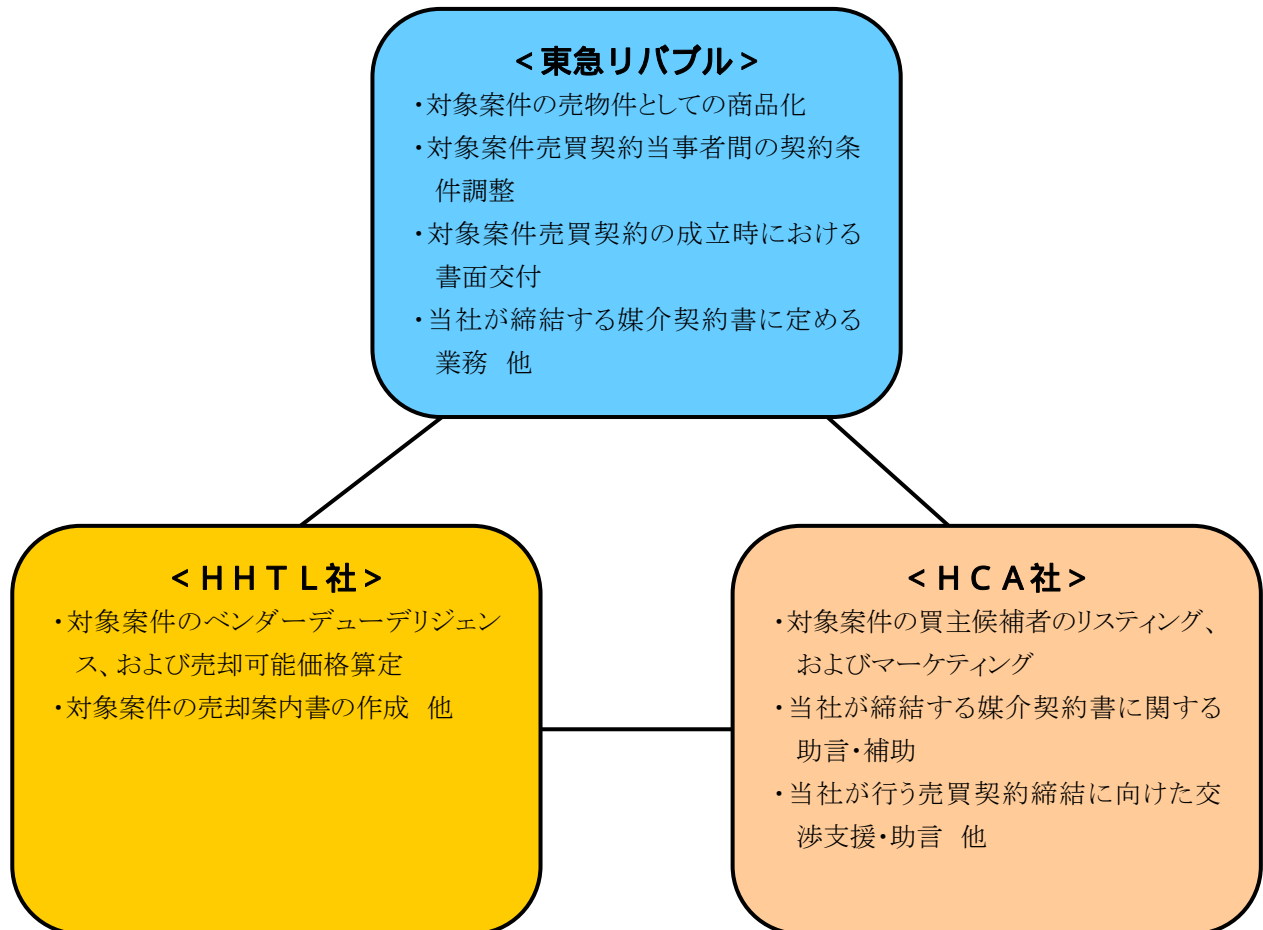 <東急リバブル>
・対象案件の売物件としての商品化
・対象案件売買契約当事者間の契約条
件調整
・対象案件売買契約の成立時における
書面交付
・当社が締結する媒介契約書に定める
業務 他
<HHTL社>
・対象案件のベンダーデューデリジェン
ス、および売却可能価格算定
・対象案件の売却案内書の作成 他
<HCA社>
・対象案件の買主候補者のリスティング、
およびマーケティング
・当社が締結する媒介契約書に関する
助言・補助
・当社が行う売買契約締結に向けた交
渉支援・助言 他